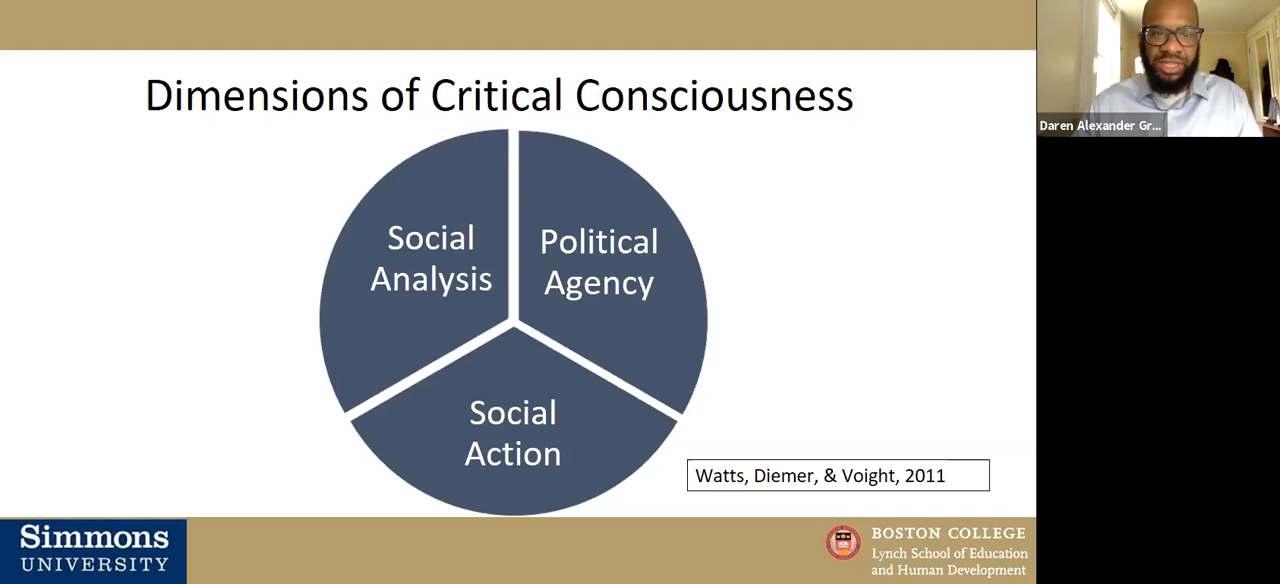 Dimensions of Critical Consciousness
Social
Analysis
Political
Agency
Social
Action
Watts, Diemer, & Voight, 2011
Simmons
UNIVERSITY
BOSTON COLLEGE
Lynch School of Education
and Human Development
Daren Alexander Gr...